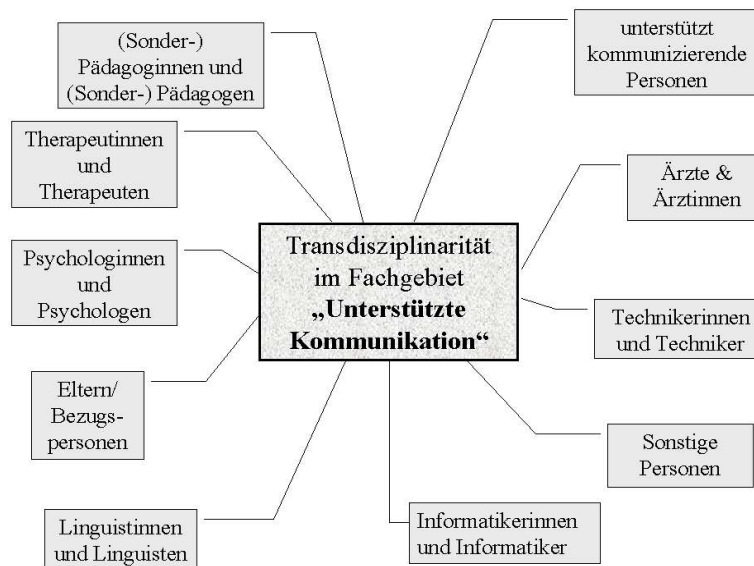 (Sonder-)
Pädagoginnen und
(Sonder-) Pädagogen
unterstützt
kommunizierende
Personen
Therapeutinnen
und
Therapeuten
Ärzte &
Ärztinnen
Transdisziplinarität
im Fachgebiet
„Unterstützte
Kommunikation“
Psychologinnen
und
Psychologen
Technikerinnen
und Techniker
Eltern/
Bezugs-
personen
Sonstige
Personen
Linguistinnen
und Linguisten
Informatikerinnen
und Informatiker